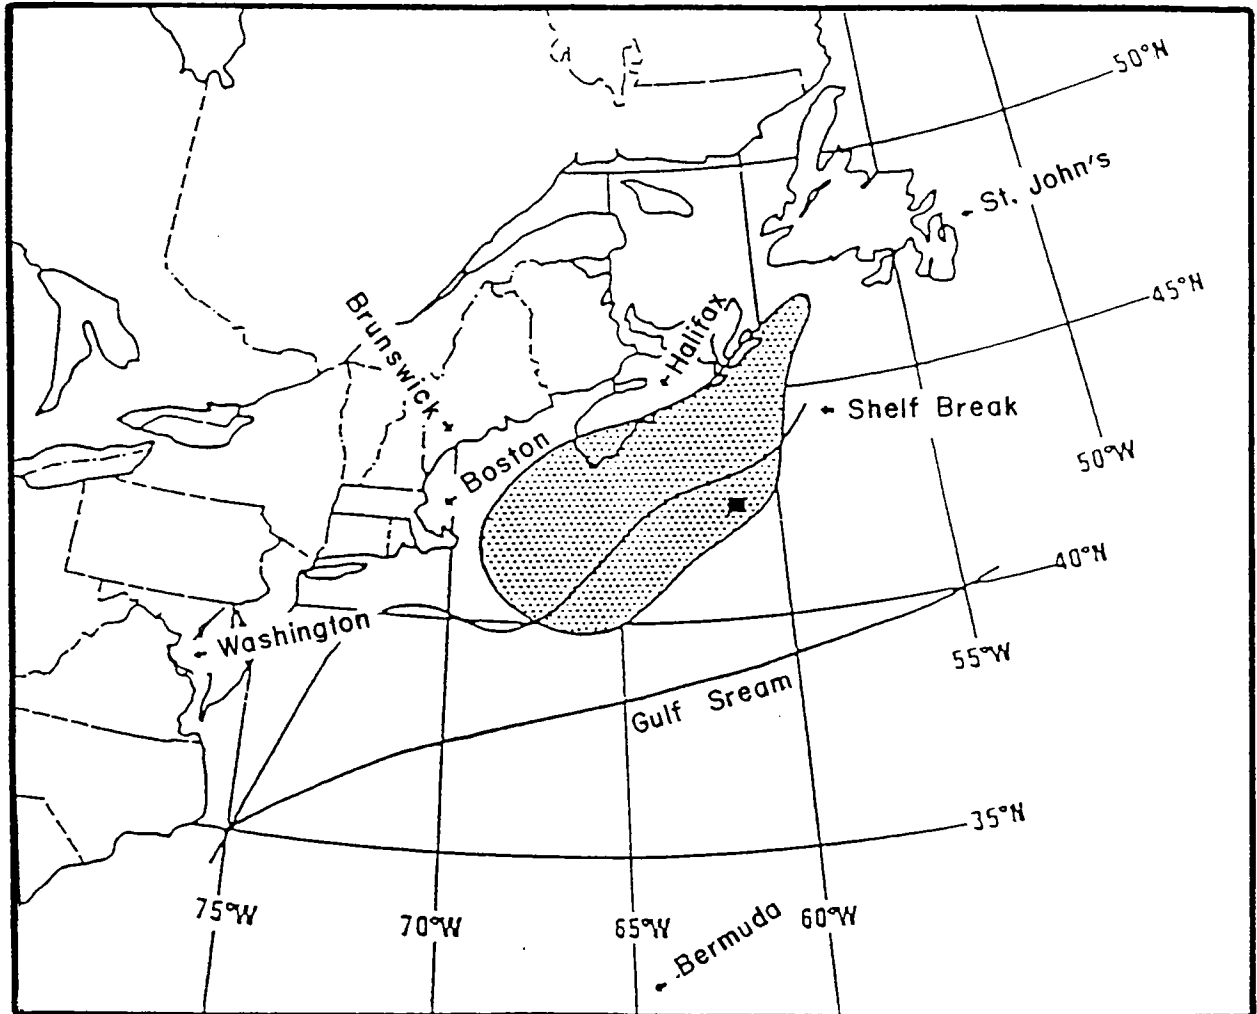 50°N
St. John's
45°N
Brunswick
Halifax
Shelf Break
Boston
50°W
40°N
Washington
55°W
Gulf Sream
35°N
75°W
70°W
65°W
60°W
Bermuda